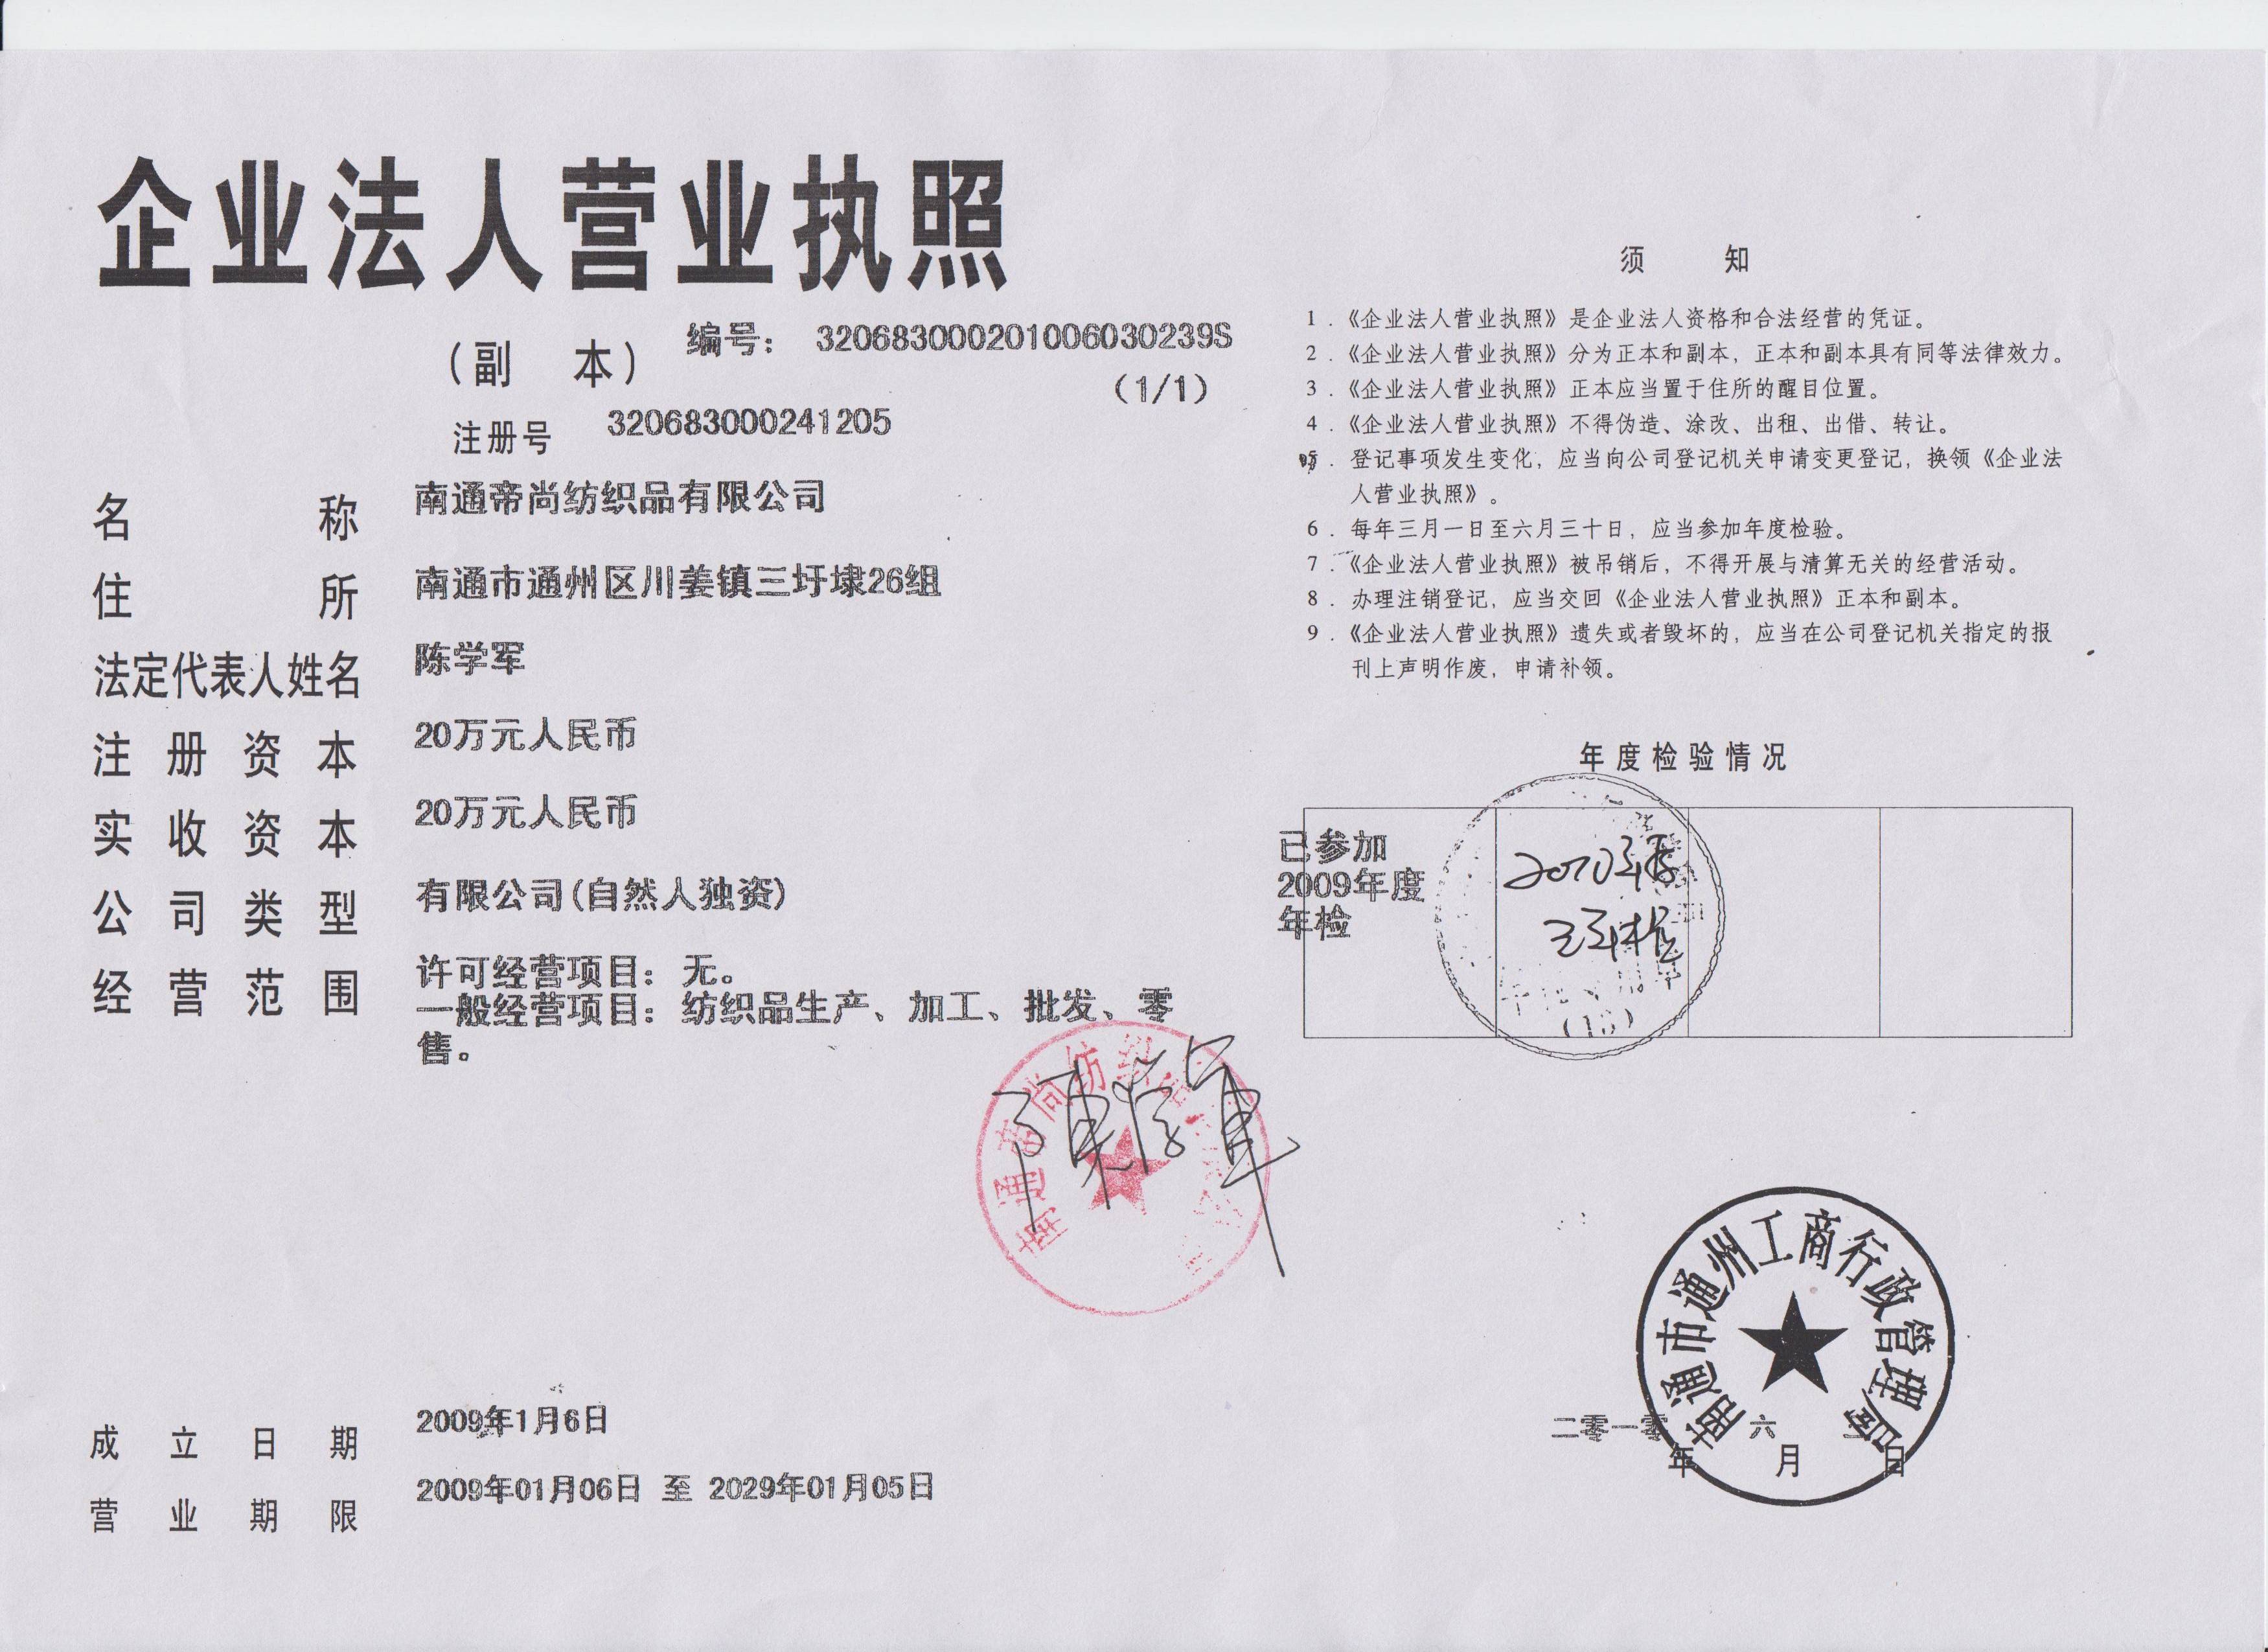 企业法人营业执照
（副 本）
编号： 320683000201006030239S
（1/1）
注册号 320683000241205
名 称 南通帝尚纺织品有限公司
住 所 南通市通州区川姜镇三圩埭26组
法定代表人姓名 陈学军
注 册 资 本 20万元人民币
实 收 资 本 20万元人民币
公 司 类 型 有限公司(自然人独资)
经 营 范 围 许可经营项目：无。
一般经营项目：纺织品生产、加工、批发、零
售。
南通帝尚纺织品有限公司
陈学军
成 立 日 期 2009年1月6日
营 业 期 限 2009年01月06日 至 2029年01月05日
须 知
1．《企业法人营业执照》是企业法人资格和合法经营的凭证。
2．《企业法人营业执照》分为正本和副本，正本和副本具有同等法律效力。
3．《企业法人营业执照》正本应当置于住所的醒目位置。
4．《企业法人营业执照》不得伪造、涂改、出租、出借、转让。
5．登记事项发生变化，应当向公司登记机关申请变更登记，换领《企业法
人营业执照》。
6．每年三月一日至六月三十日，应当参加年度检验。
7．《企业法人营业执照》被吊销后，不得开展与清算无关的经营活动。
8．办理注销登记，应当交回《企业法人营业执照》正本和副本。
9．《企业法人营业执照》遗失或者毁坏的，应当在公司登记机关指定的报
刊上声明作废，申请补领。
年度检验情况
已参加
2009年度
年检
2010年度
已年检
南通市通州工商行政管理局
二零一零年 六月 日